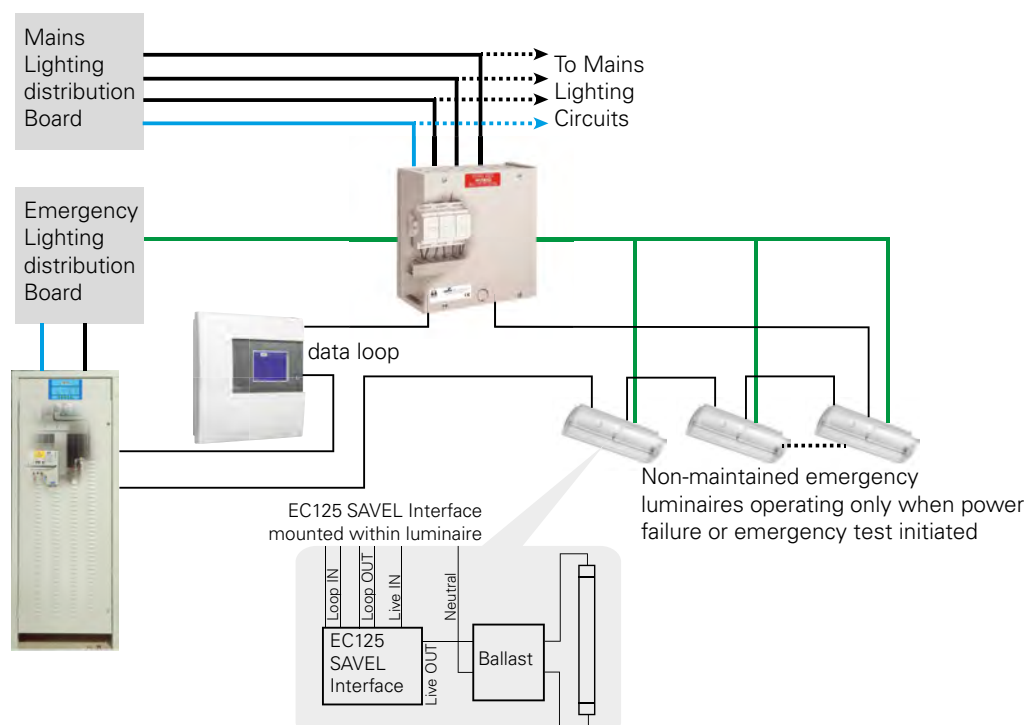 Mains
Lighting
distribution
Board
To Mains
Lighting
Circuits
Emergency
Lighting
distribution
Board
data loop
Non-maintained emergency
luminaires operating only when power
failure or emergency test initiated
EC125 SAVEL Interface
mounted within luminaire
Loop IN
Loop OUT
Live IN
Neutral
EC125
SAVEL
Interface
Live OUT
Ballast